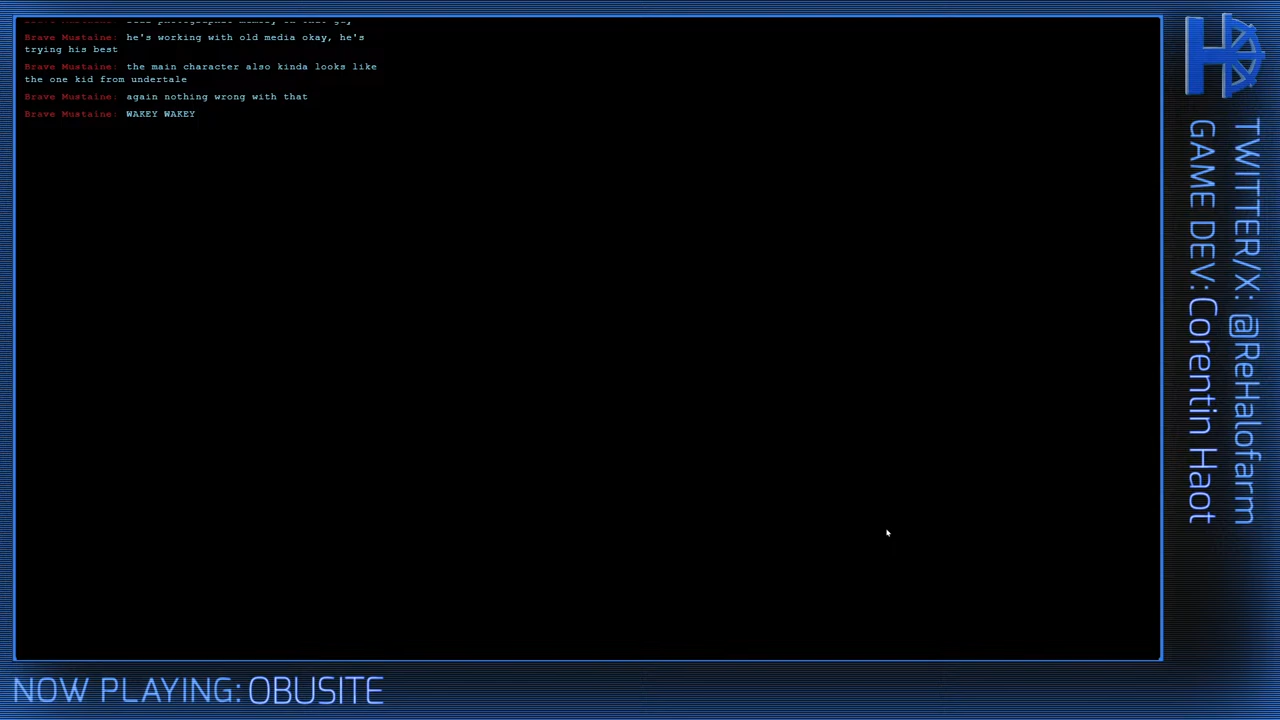 Brave Mustaine: he's working with old media okay, he's
trying his best
Brave Mustaine: the main character also kinda looks like
the one kid from undertale
Brave Mustaine: again nothing wrong with that
Brave Mustaine: WAKEY WAKEY
TWITTER/X: @ReHalofarm
GAME DEV: Corentin Haot
NOW PLAYING: OBUSITE